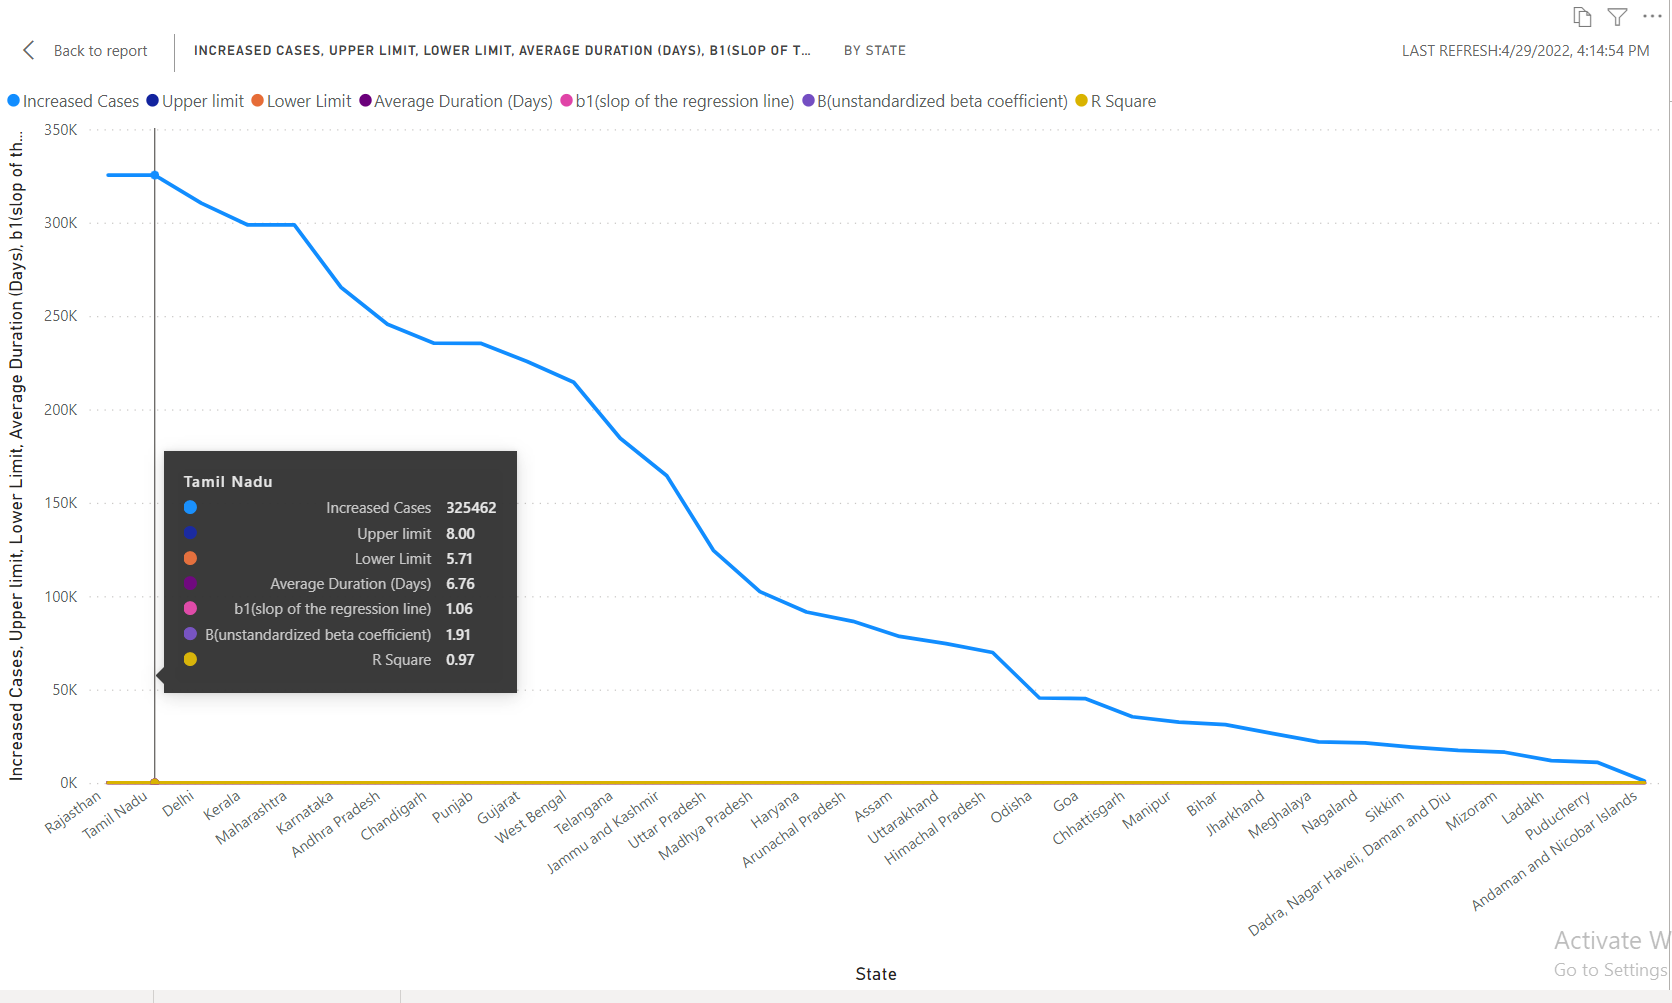 Back to report
INCREASED CASES, UPPER LIMIT, LOWER LIMIT, AVERAGE DURATION (DAYS), B1(SLOP OF T...
BY STATE
LAST REFRESH:4/29/2022, 4:14:54 PM
Increased Cases Upper limit Lower Limit Average Duration (Days) b1(slop of the regression line) B(unstandardized beta coefficient) R Square
Increased Cases, Upper limit, Lower Limit, Average Duration (Days), b1(slop of th...
350K
300K
250K
200K
150K
100K
50K
0K
Tamil Nadu
Increased Cases 325462
Upper limit 8.00
Lower Limit 5.71
Average Duration (Days) 6.76
b1(slop of the regression line) 1.06
B(unstandardized beta coefficient) 1.91
R Square 0.97
Rajasthan
Tamil Nadu
Delhi
Kerala
Maharashtra
Karnataka
Andhra Pradesh
Chandigarh
Punjab
Gujarat
West Bengal
Telangana
Jammu and Kashmir
Uttar Pradesh
Madhya Pradesh
Haryana
Arunachal Pradesh
Assam
Uttarakhand
Himachal Pradesh
Odisha
Goa
Chhattisgarh
Manipur
Bihar
Jharkhand
Meghalaya
Nagaland
Sikkim
Dadra, Nagar Haveli, Daman and Diu
Mizoram
Ladakh
Puducherry
Andaman and Nicobar Islands
State
Activate W
Go to Settings